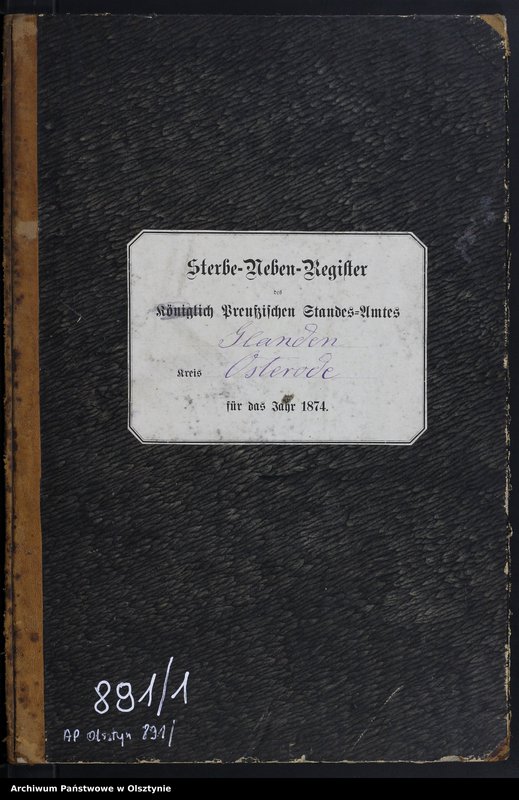 Sterbe-Neben-Register
des
Königlich Preußischen Standes-Amtes
Glanden
Kreis Osterode
für das Jahr 1874.
891/1
AP Olsztyn 891/
Archiwum Państwowe w Olsztynie